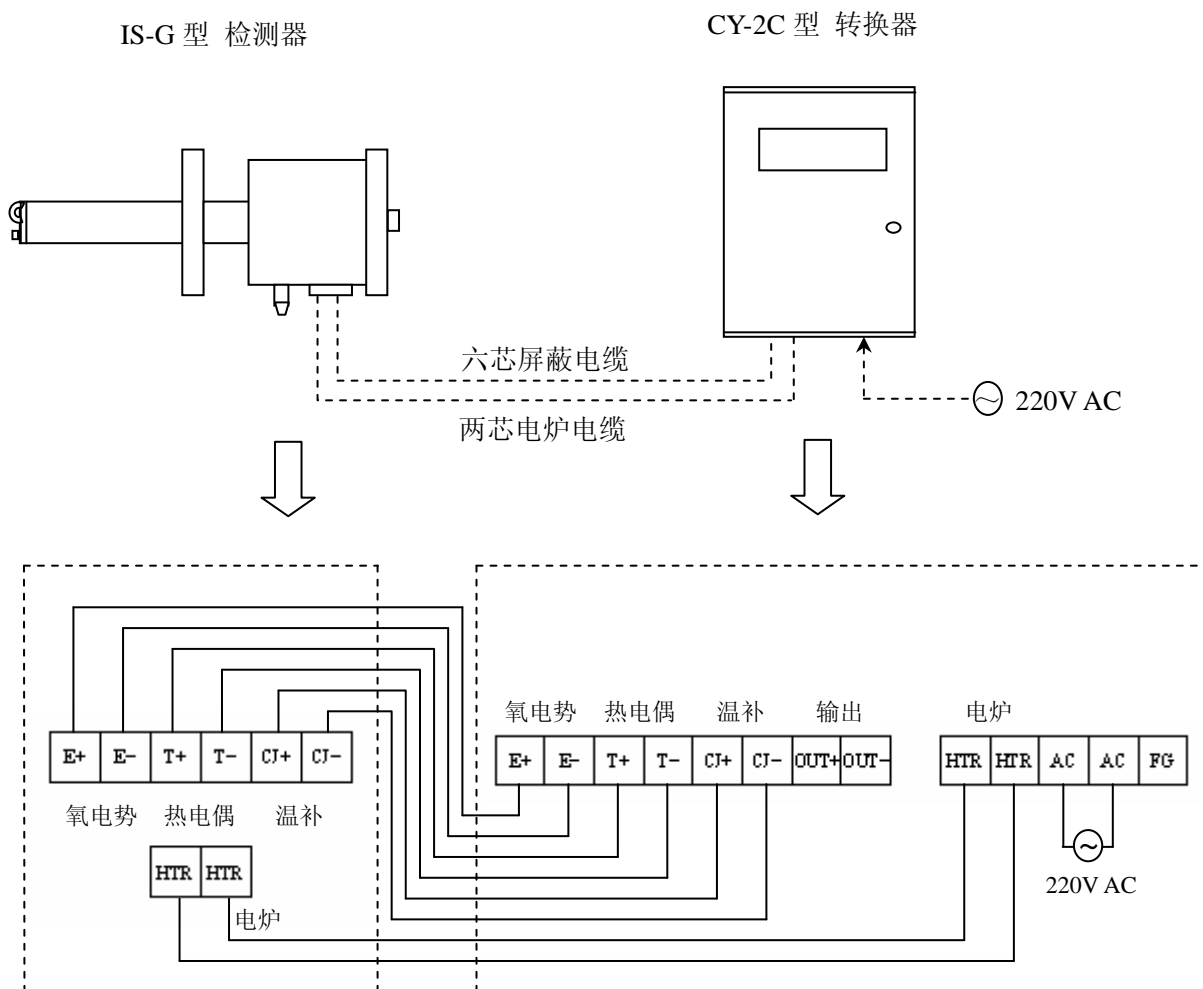 IS-G 型 检测器
CY-2C 型 转换器
六芯屏蔽电缆
两芯电炉电缆
220V AC
氧电势 热电偶 温补 输出 电炉
E+ E- T+ T- CJ+ CJ-
E+ E- T+ T- CJ+ CJ- OUT+ OUT-
HTR HTR AC AC FG
氧电势 热电偶 温补
HTR HTR
电炉
220V AC